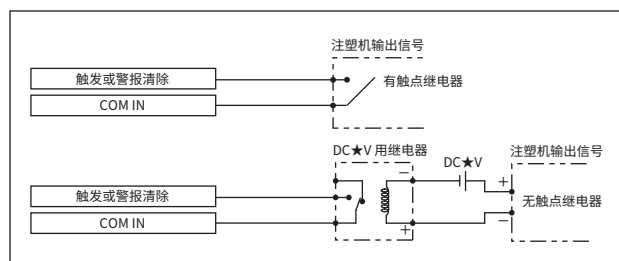 注塑机输出信号
触发或警报清除
有触点继电器
COM IN
DC★V 用继电器
DC★V
注塑机输出信号
−
+
触发或警报清除
无触点继电器
COM IN
+
−